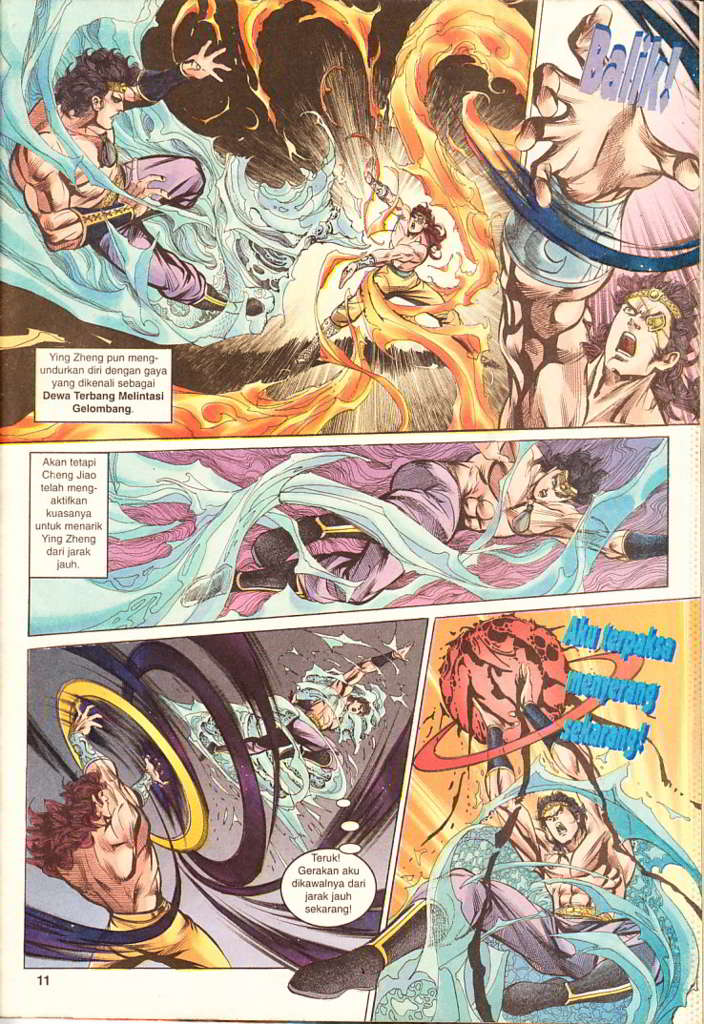 Balik!
Ying Zheng pun meng-
undurkan diri dengan gaya
yang dikenali sebagai
Dewa Terbang Melintasi
Gelombang.
Akan tetapi
Cheng Jiao
telah meng-
aktifkan
kuasanya
untuk menarik
Ying Zheng
dari jarak
jauh.
Teruk!
Gerakan aku
dikawalnya dari
jarak jauh
sekarang!
Aku terpaksa
menyerang
sekarang!
11